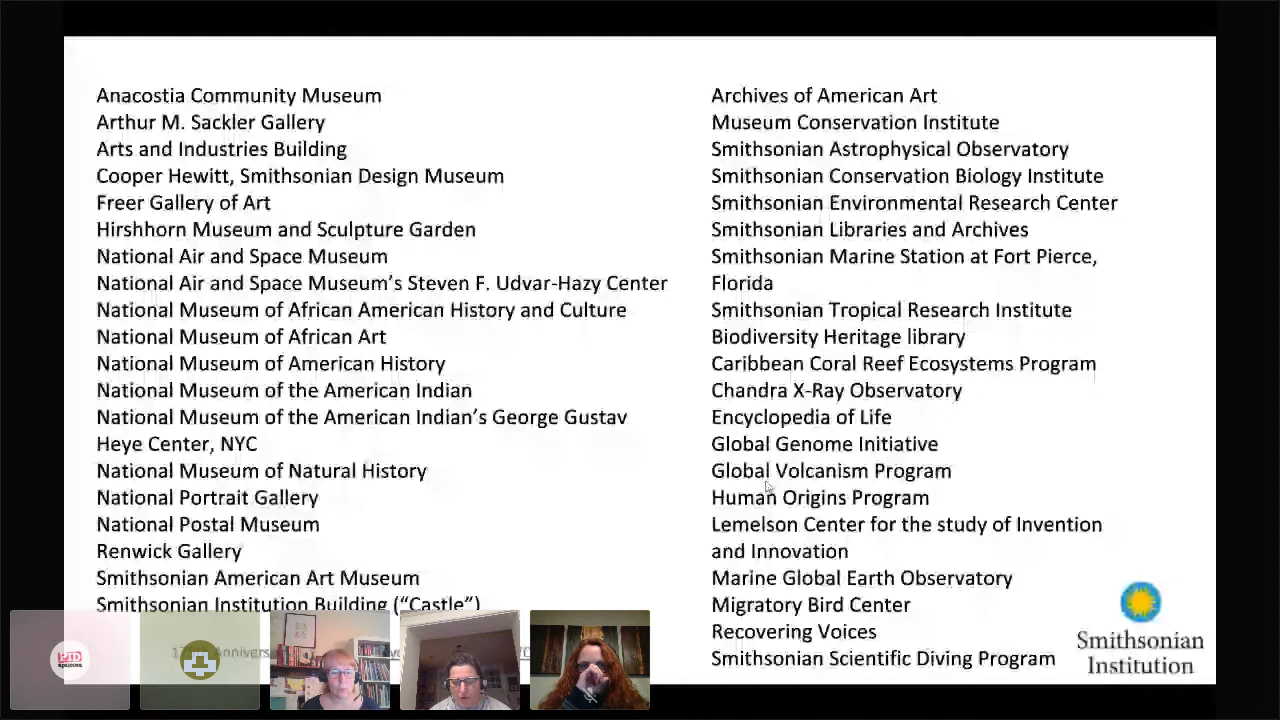 Anacostia Community Museum
Arthur M. Sackler Gallery
Arts and Industries Building
Cooper Hewitt, Smithsonian Design Museum
Freer Gallery of Art
Hirshhorn Museum and Sculpture Garden
National Air and Space Museum
National Air and Space Museum's Steven F. Udvar-Hazy Center
National Museum of African American History and Culture
National Museum of African Art
National Museum of American History
National Museum of the American Indian
National Museum of the American Indian's George Gustav
Heye Center, NYC
National Museum of Natural History
National Portrait Gallery
National Postal Museum
Renwick Gallery
Smithsonian American Art Museum
Smithsonian Institution Building ("Castle")
Archives of American Art
Museum Conservation Institute
Smithsonian Astrophysical Observatory
Smithsonian Conservation Biology Institute
Smithsonian Environmental Research Center
Smithsonian Libraries and Archives
Smithsonian Marine Station at Fort Pierce,
Florida
Smithsonian Tropical Research Institute
Biodiversity Heritage library
Caribbean Coral Reef Ecosystems Program
Chandra X-Ray Observatory
Encyclopedia of Life
Global Genome Initiative
Global Volcanism Program
Human Origins Program
Lemelson Center for the study of Invention
and Innovation
Marine Global Earth Observatory
Migratory Bird Center
Recovering Voices
Smithsonian Scientific Diving Program
Smithsonian
Institution
PID